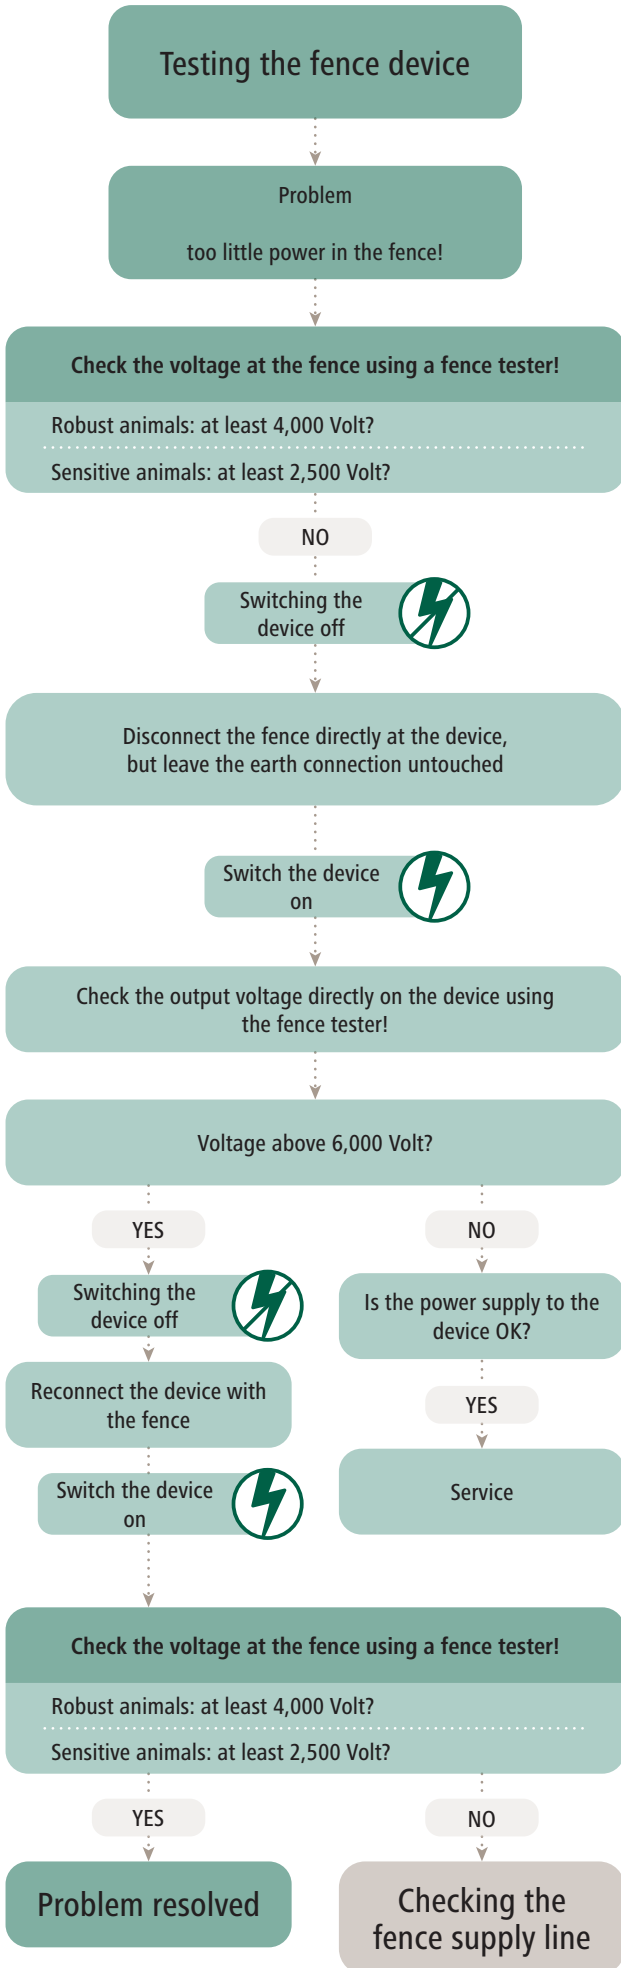 Testing the fence device
Problem
too little power in the fence!
Check the voltage at the fence using a fence tester!
Robust animals: at least 4,000 Volt?
Sensitive animals: at least 2,500 Volt?
NO
Switching the
device off
Disconnect the fence directly at the device,
but leave the earth connection untouched
Switch the device
on
Check the output voltage directly on the device using
the fence tester!
Voltage above 6,000 Volt?
YES
Switching the
device off
Reconnect the device with
the fence
Switch the device
on
NO
Is the power supply to the
device OK?
YES
Service
Check the voltage at the fence using a fence tester!
Robust animals: at least 4,000 Volt?
Sensitive animals: at least 2,500 Volt?
YES
Problem resolved
NO
Checking the
fence supply line